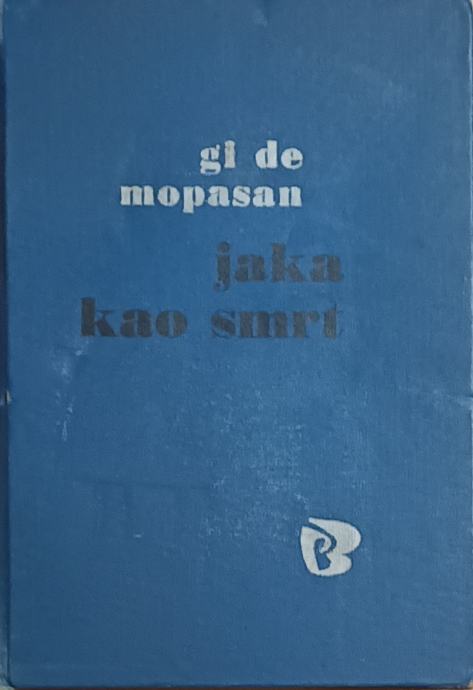 gi de
mopasan
jaka
kao smrt